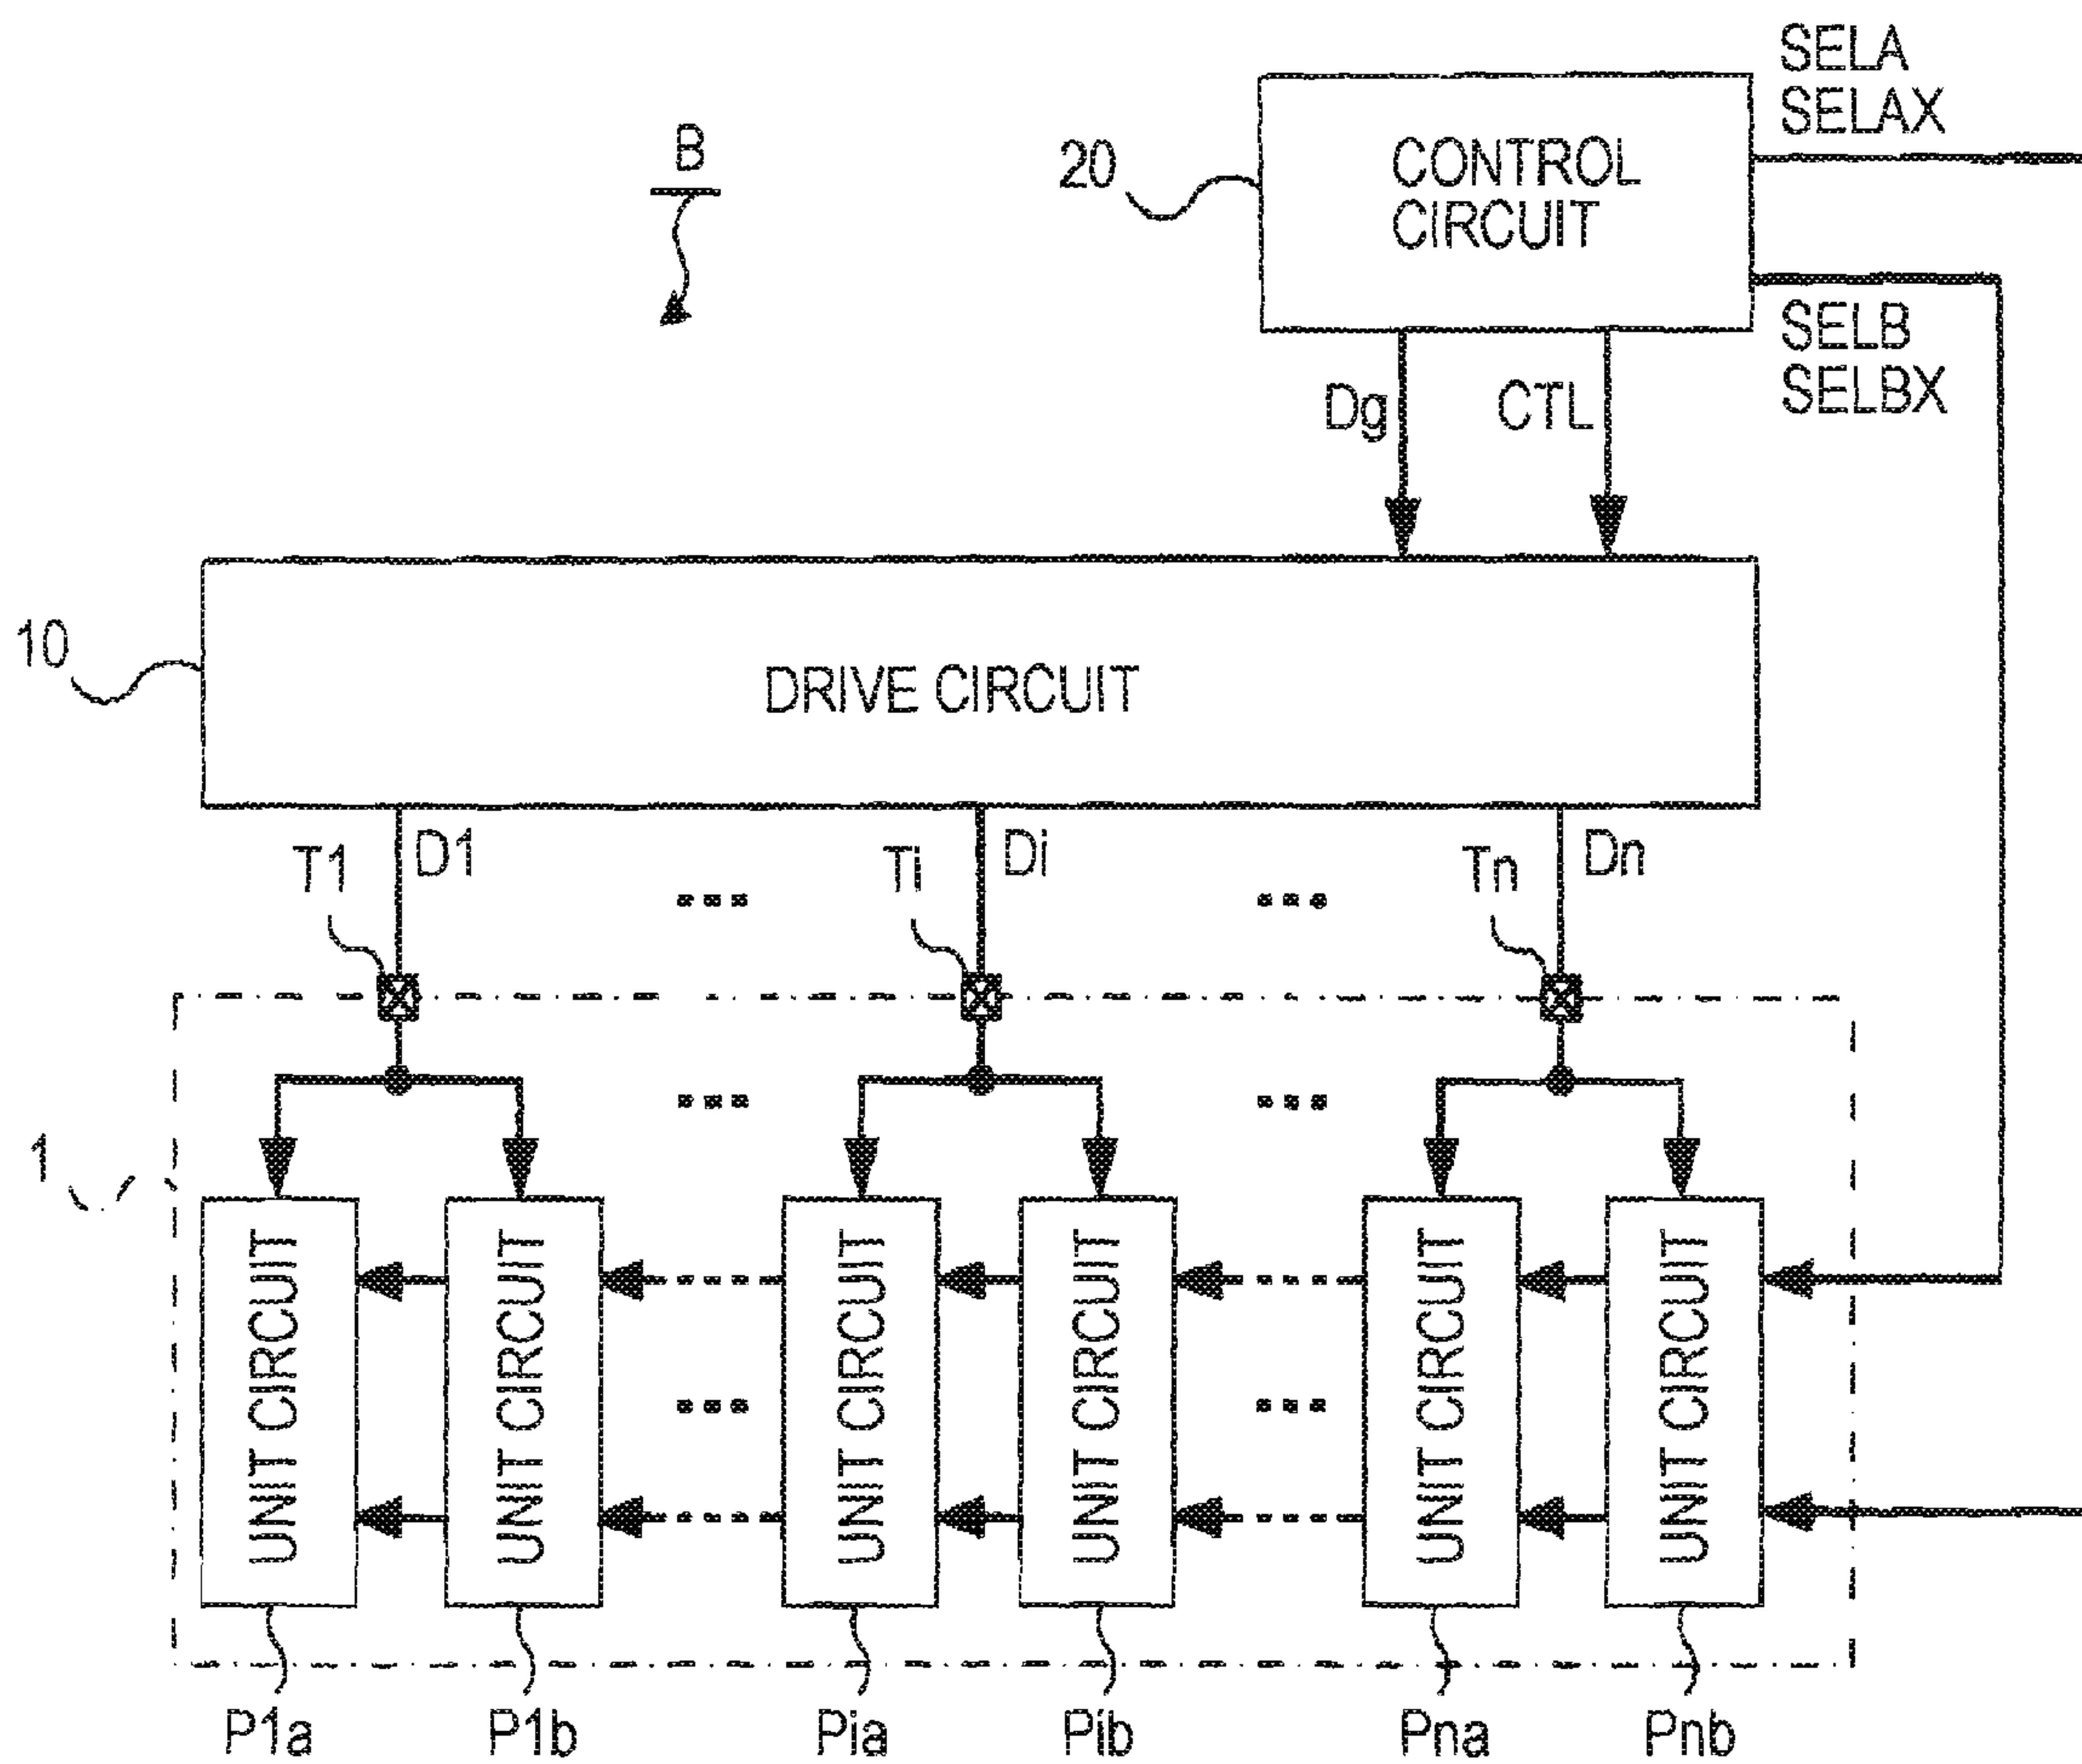 SELA
SELAX
B
20
CONTROL
CIRCUIT
SELB
SELBX
Dg
CTL
10
DRIVE CIRCUIT
T1
D1
Ti
Di
Tn
Dn
1
UNIT CIRCUIT
UNIT CIRCUIT
UNIT CIRCUIT
UNIT CIRCUIT
UNIT CIRCUIT
UNIT CIRCUIT
P1a
P1b
Pia
Pib
Pna
Pnb